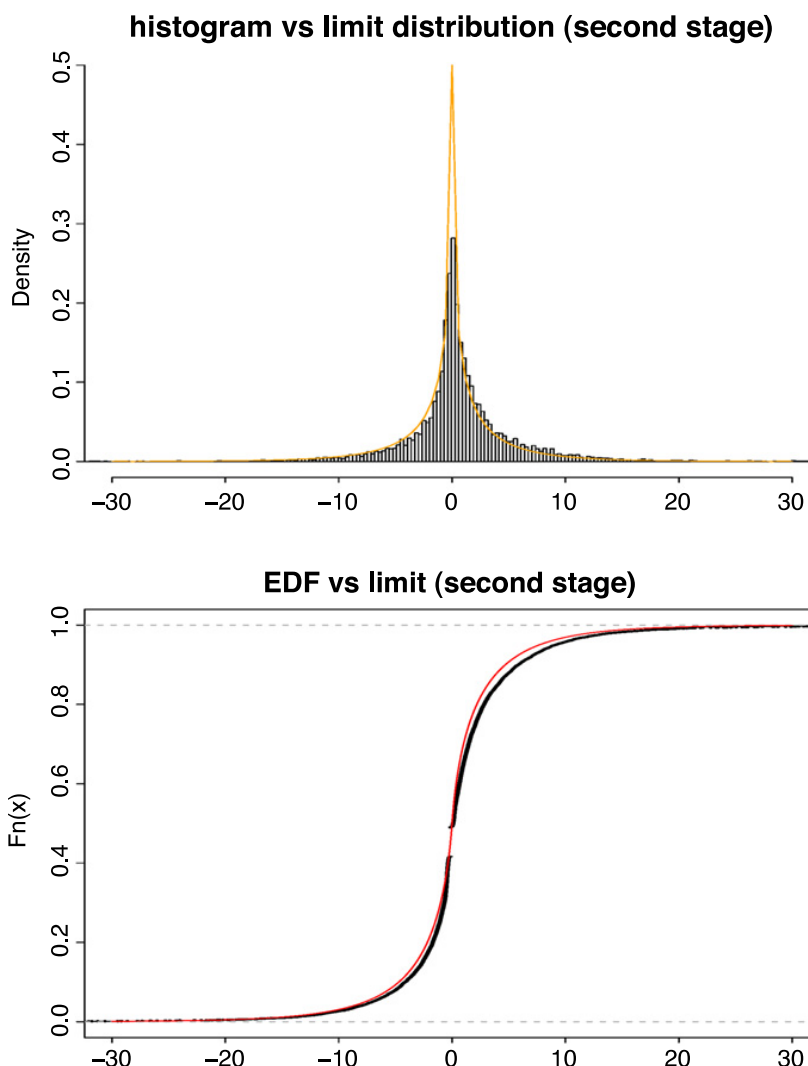 histogram vs limit distribution (second stage)
0.5
0.4
0.3
0.2
0.1
0.0
Density
−30 −20 −10 0 10 20 30
EDF vs limit (second stage)
1.0
0.8
0.6
0.4
0.2
0.0
Fn(x)
−30 −20 −10 0 10 20 30